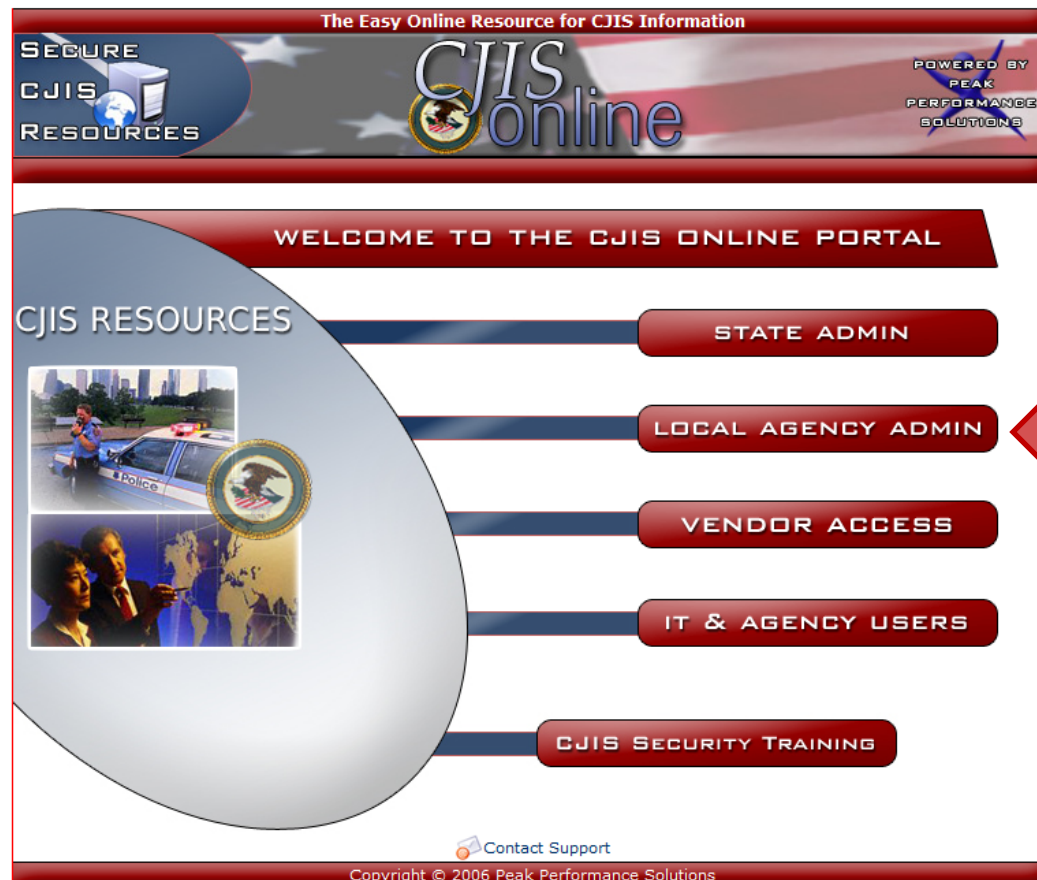 The Easy Online Resource for CJIS Information
SECURE
CJIS
RESOURCES
CJIS
online
POWERED BY
PEAK
PERFORMANCE
SOLUTIONS
WELCOME TO THE CJIS ONLINE PORTAL
CJIS RESOURCES
STATE ADMIN
LOCAL AGENCY ADMIN
Police
VENDOR ACCESS
IT & AGENCY USERS
CJIS SECURITY TRAINING
Contact Support
Copyright © 2006 Peak Performance Solutions